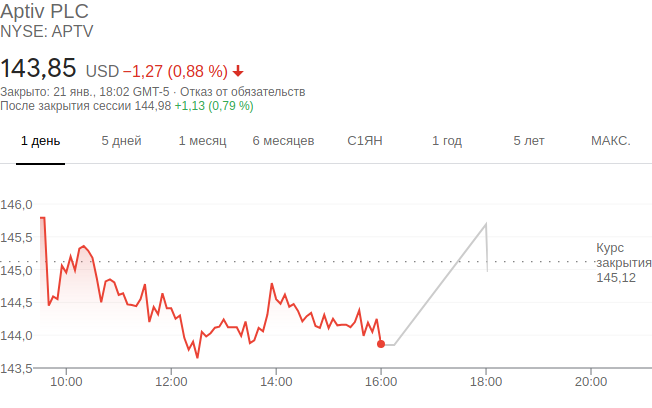 Aptiv PLC
NYSE: APTV
143,85 USD −1,27 (0,88 %)
Закрыто: 21 янв., 18:02 GMT-5 · Отказ от обязательств
После закрытия сессии 144,98 +1,13 (0,79 %)
1 день 5 дней 1 месяц 6 месяцев С1ЯН 1 год 5 лет МАКС.
146,0
145,5
Курс
закрытия
145,12
145,0
144,5
144,0
143,5
10:00 12:00 14:00 16:00 18:00 20:00